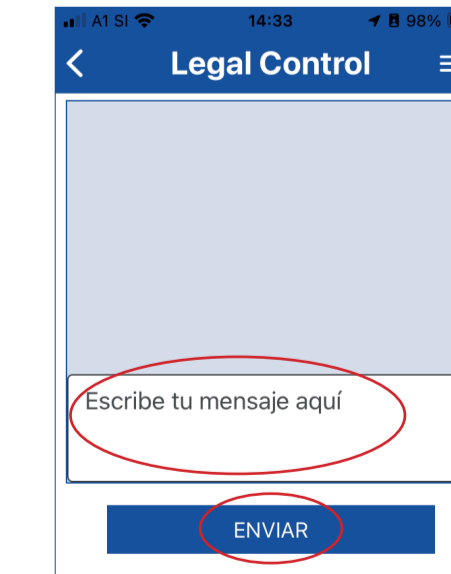 A1 SI 14:33 98%
Legal Control
Escribe tu mensaje aquí
ENVIAR